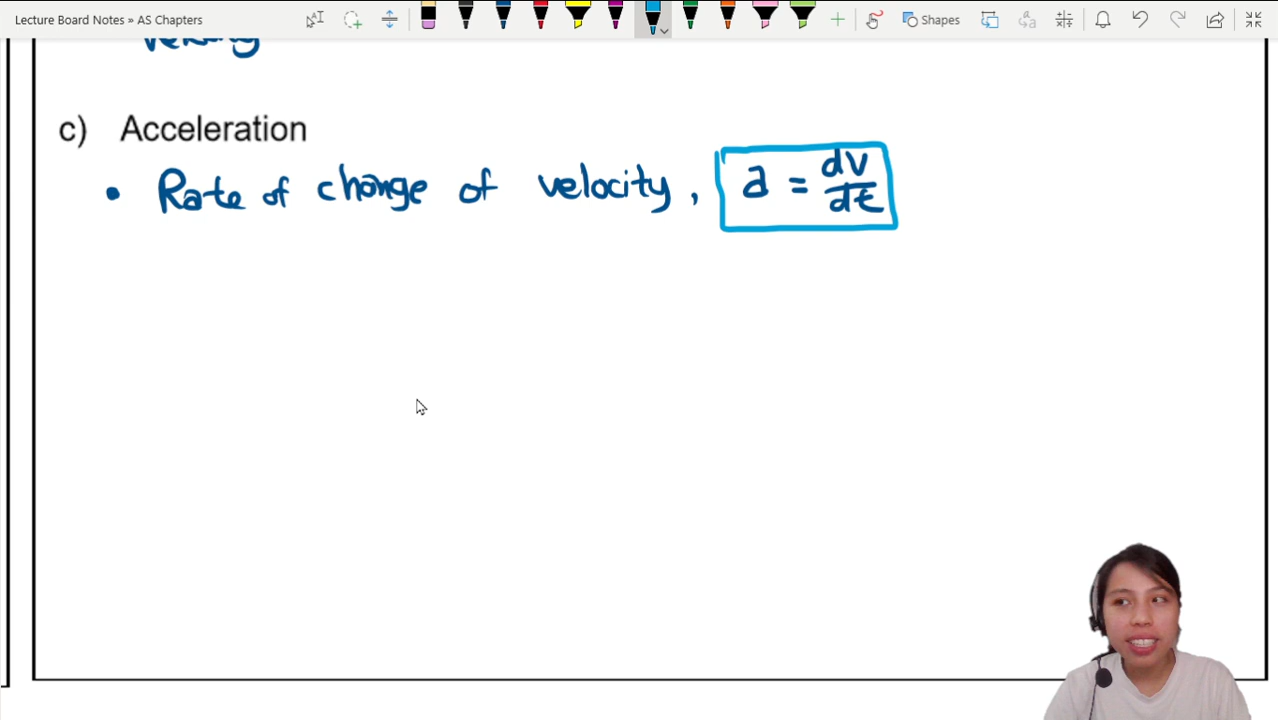 Lecture Board Notes » AS Chapters
Shapes
c) Acceleration
• Rate of change of velocity, a = dv/dt